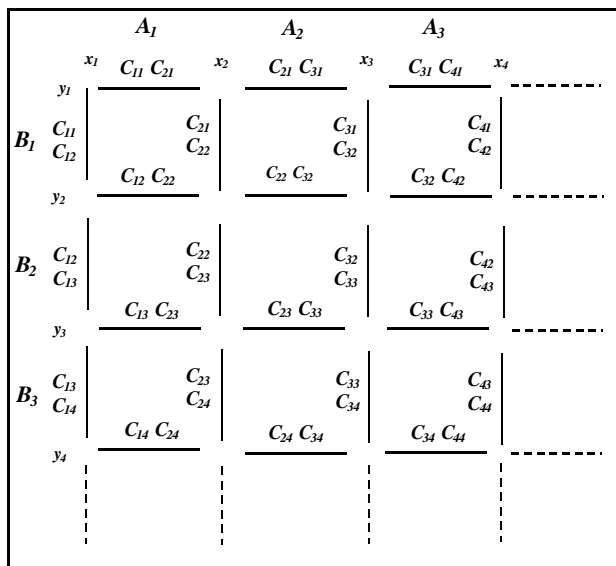 A₁ A₂ A₃
x₁ C₁₁ C₂₁ x₂ C₂₁ C₃₁ x₃ C₃₁ C₄₁ x₄
y₁
B₁ C₁₁ C₂₁ C₃₁ C₄₁
C₁₂ C₂₂ C₃₂ C₄₂
C₁₂ C₂₂ C₂₂ C₃₂ C₃₂ C₄₂
y₂
B₂ C₁₂ C₂₂ C₃₂ C₄₂
C₁₃ C₂₃ C₃₃ C₄₃
C₁₃ C₂₃ C₂₃ C₃₃ C₃₃ C₄₃
y₃
B₃ C₁₃ C₂₃ C₃₃ C₄₃
C₁₄ C₂₄ C₃₄ C₄₄
C₁₄ C₂₄ C₂₄ C₃₄ C₃₄ C₄₄
y₄